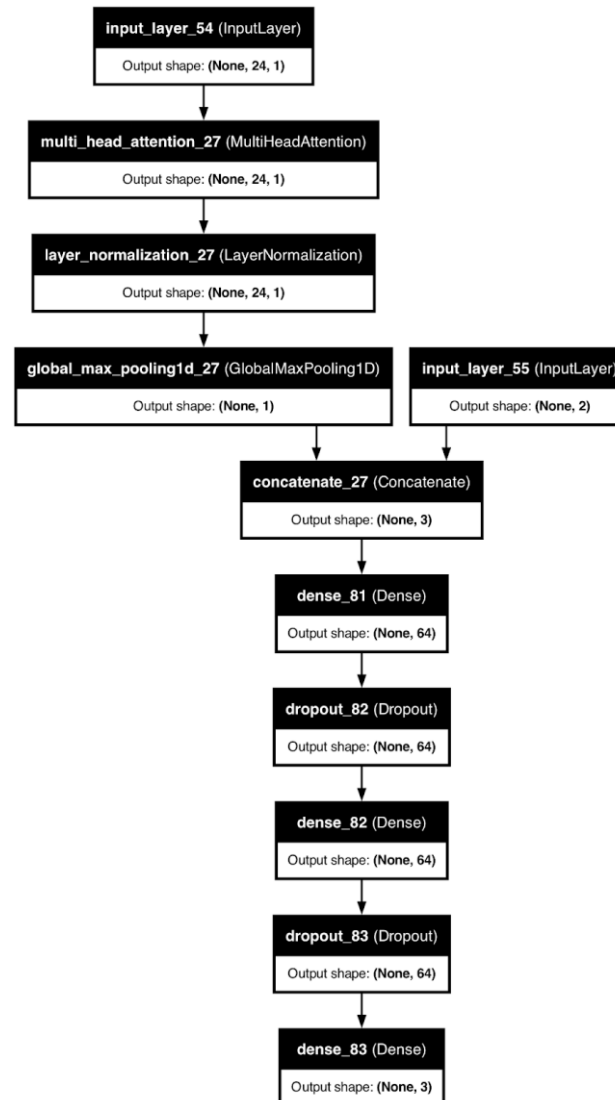 input_layer_54 (InputLayer)
Output shape: (None, 24, 1)
multi_head_attention_27 (MultiHeadAttention)
Output shape: (None, 24, 1)
layer_normalization_27 (LayerNormalization)
Output shape: (None, 24, 1)
global_max_pooling1d_27 (GlobalMaxPooling1D)
Output shape: (None, 1)
input_layer_55 (InputLayer)
Output shape: (None, 2)
concatenate_27 (Concatenate)
Output shape: (None, 3)
dense_81 (Dense)
Output shape: (None, 64)
dropout_82 (Dropout)
Output shape: (None, 64)
dense_82 (Dense)
Output shape: (None, 64)
dropout_83 (Dropout)
Output shape: (None, 64)
dense_83 (Dense)
Output shape: (None, 3)